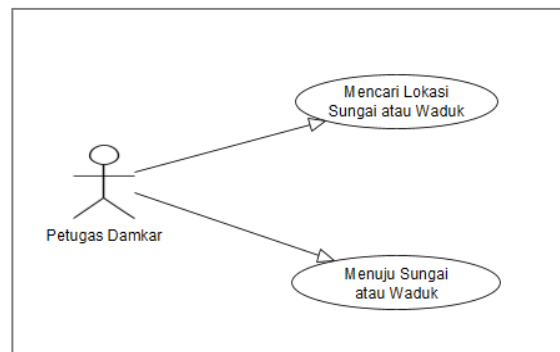 Mencari Lokasi
Sungai atau Waduk
Petugas Damkar
Menuju Sungai
atau Waduk